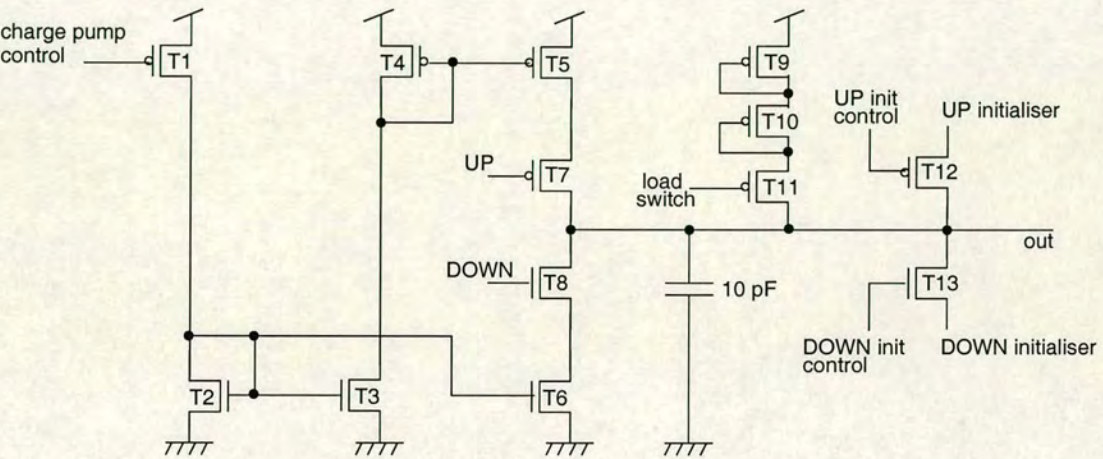 charge pump
control
T1
T4
T5
T9
T10
UP init
control
UP initialiser
UP
T7
load
switch
T11
T12
out
DOWN
T8
10 pF
T13
DOWN init
control
DOWN initialiser
T2
T3
T6